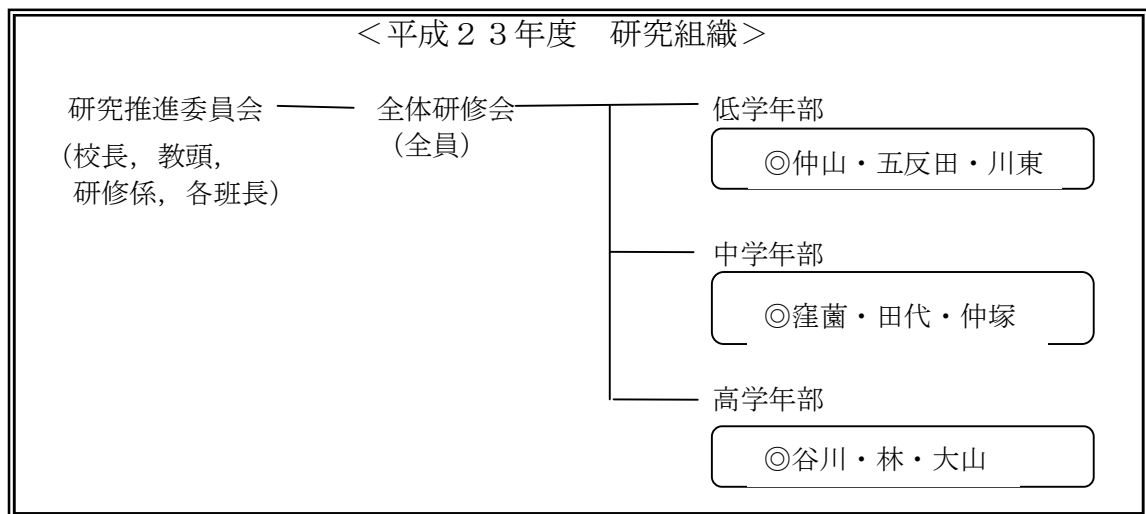 ＜平成２３年度　研究組織＞
研究推進委員会
（校長，教頭，
研修係，各班長）
全体研修会
（全員）
低学年部
◎仲山・五反田・川東
中学年部
◎窪薗・田代・仲塚
高学年部
◎谷川・林・大山